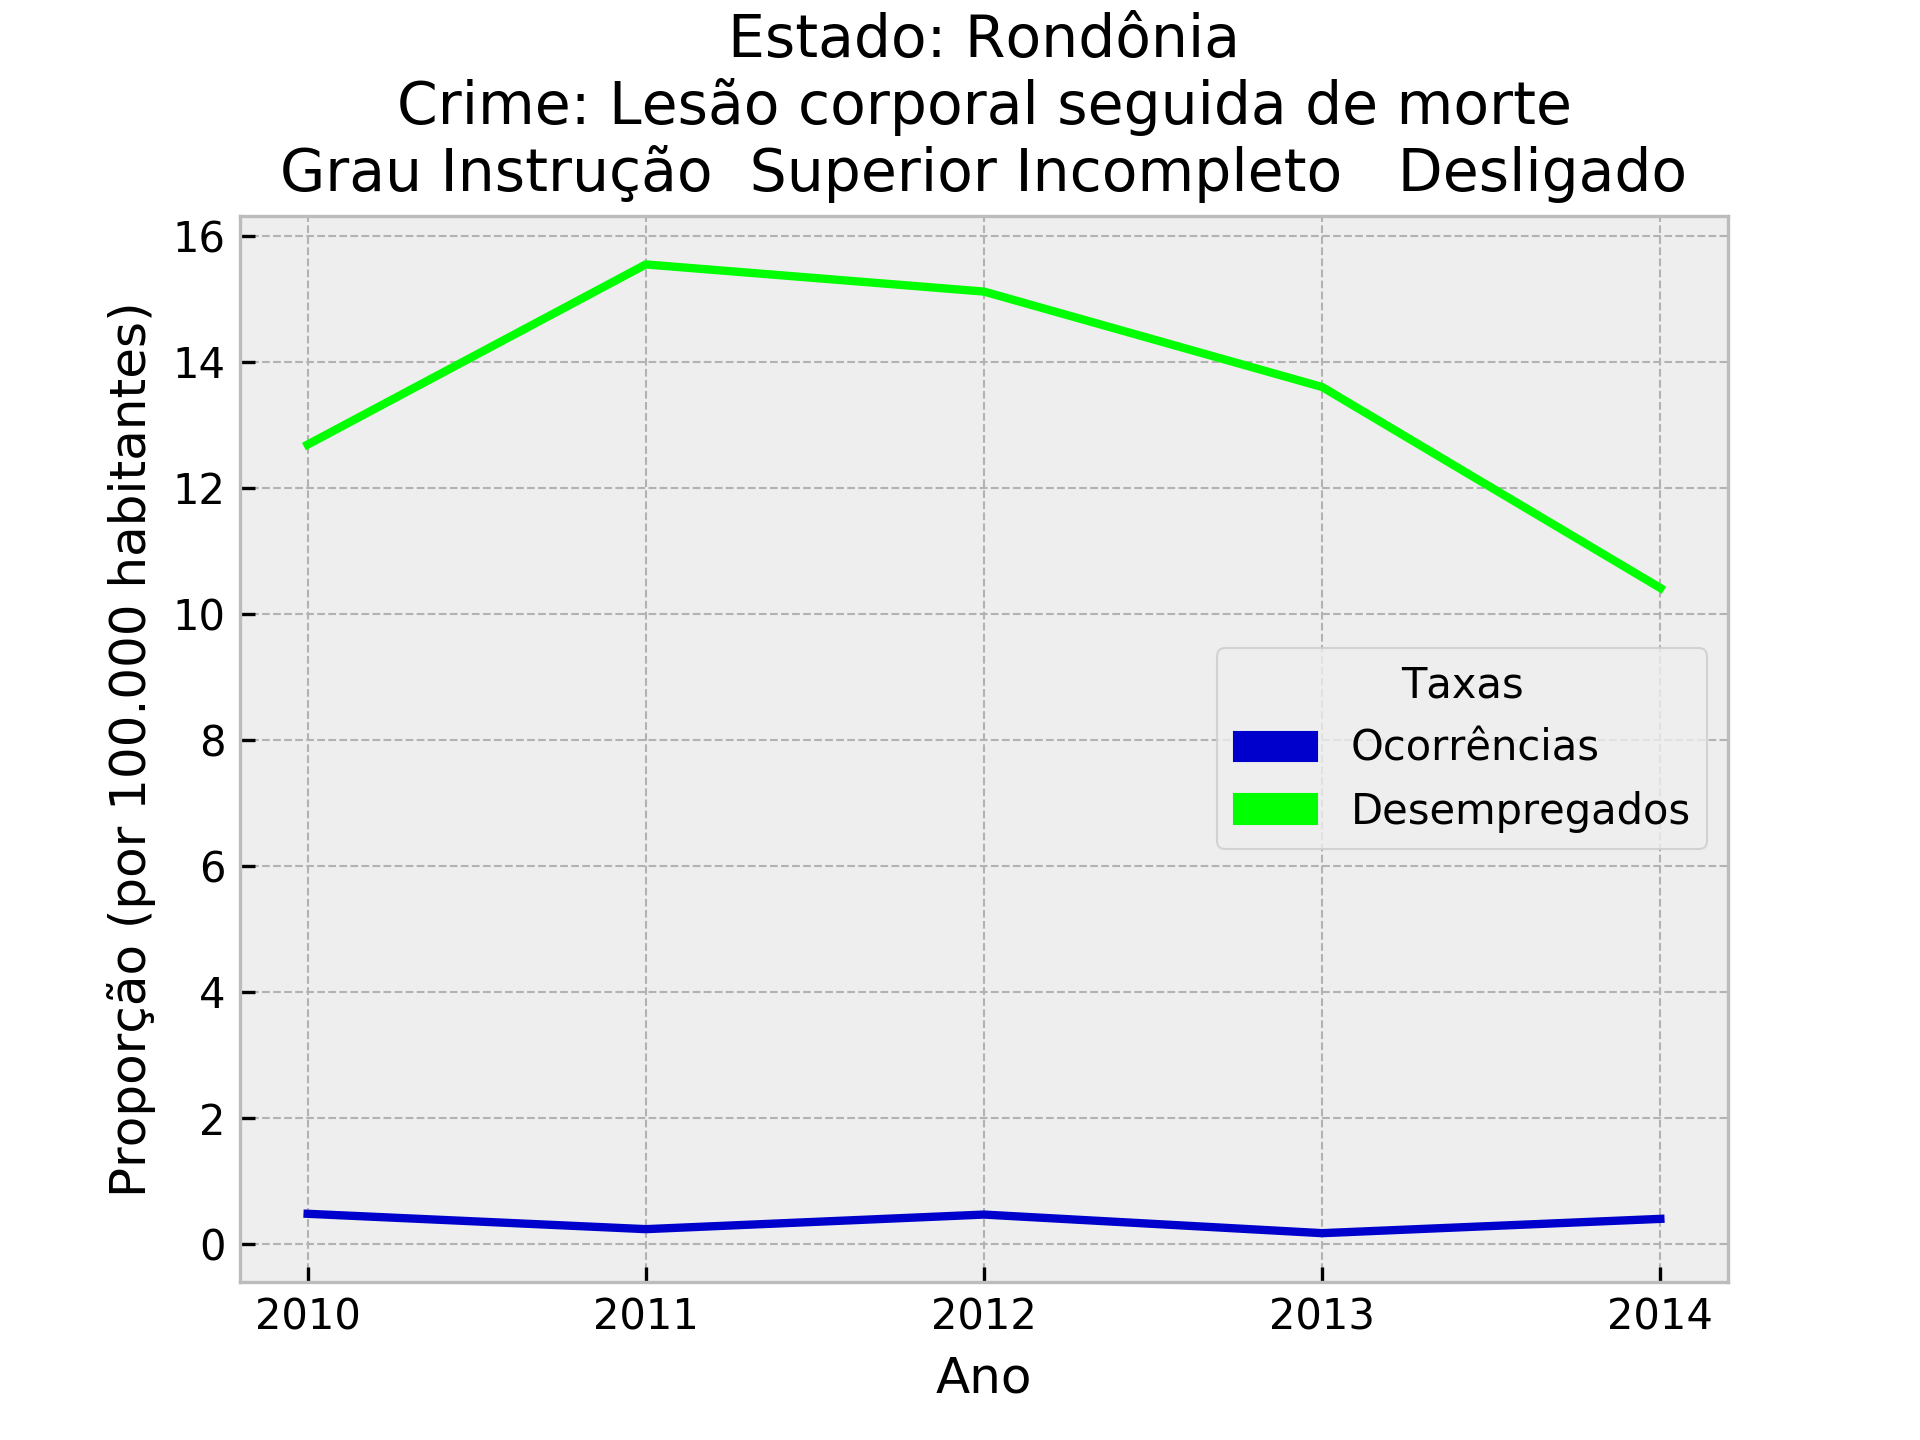 Estado: Rondônia
Crime: Lesão corporal seguida de morte
Grau Instrução  Superior Incompleto   Desligado
Proporção (por 100.000 habitantes)
16
14
12
10
8
6
4
2
0
Taxas
Ocorrências
Desempregados
2010 2011 2012 2013 2014
Ano